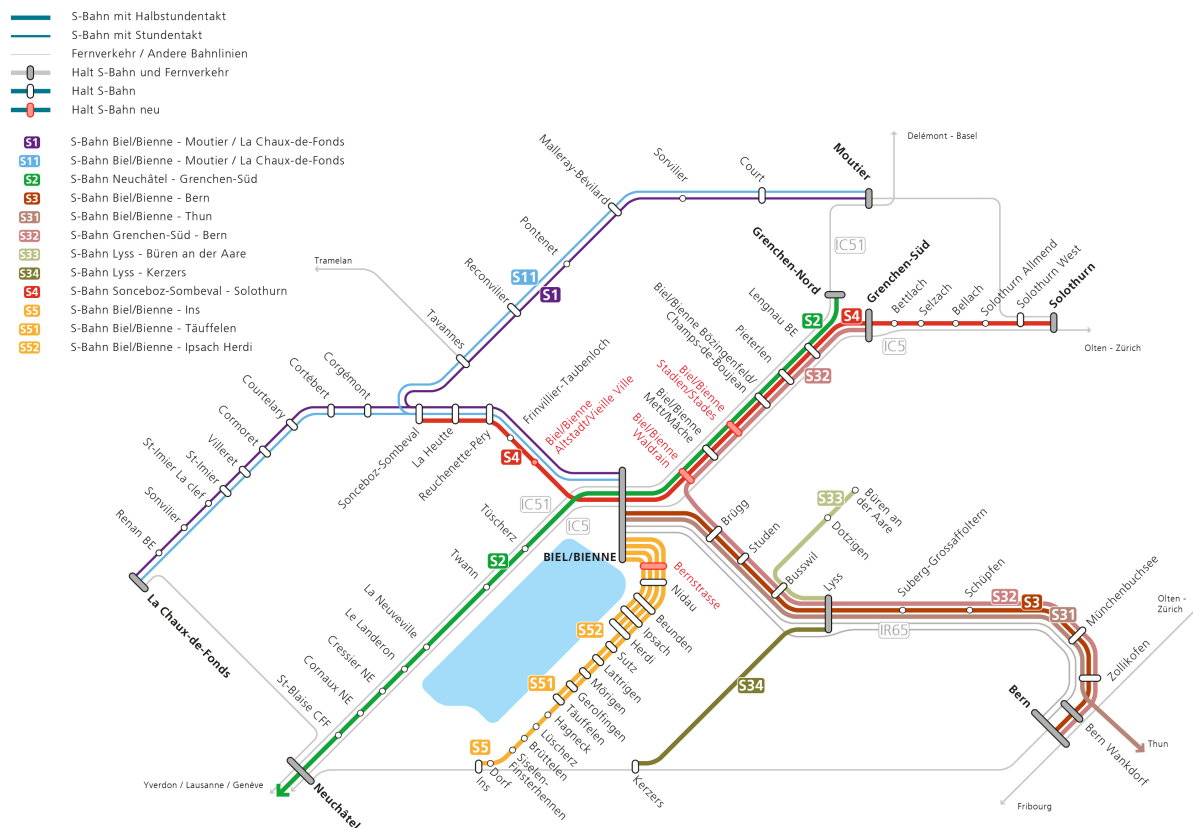 S-Bahn mit Halbstundentakt
S-Bahn mit Stundentakt
Fernverkehr / Andere Bahnlinien
Halt S-Bahn und Fernverkehr
Halt S-Bahn
Halt S-Bahn neu
S1 S-Bahn Biel/Bienne - Moutier / La Chaux-de-Fonds
S11 S-Bahn Biel/Bienne - Moutier / La Chaux-de-Fonds
S2 S-Bahn Neuchâtel - Grenchen-Süd
S3 S-Bahn Biel/Bienne - Bern
S31 S-Bahn Biel/Bienne - Thun
S32 S-Bahn Grenchen-Süd - Bern
S33 S-Bahn Lyss - Büren an der Aare
S34 S-Bahn Lyss - Kerzers
S4 S-Bahn Sonceboz-Sombeval - Solothurn
S5 S-Bahn Biel/Bienne - Ins
S51 S-Bahn Biel/Bienne - Täuffelen
S52 S-Bahn Biel/Bienne - Ipsach Herdi
Delémont - Basel
Moutier
Court
Sorvilier
Malleray-Bévilard
Pontenet
Reconvilier
Tavannes
Tramelan
S11
S1
IC51
Grenchen-Nord
Grenchen-Süd
Bettlach
Selzach
Bellach
Solothurn Allmend
Solothurn West
Solothurn
Olten - Zürich
S2
S4
IC5
S32
Lengnau BE
Pieterlen
Biel/Bienne Bözingenfeld/
Champs-de-Boujean
Biel/Bienne
Stadien/Stades
Biel/Bienne
Mett/Mâche
Biel/Bienne
Waldrain
Frinvillier-Taubenloch
Biel/Bienne
Altstadt/Vieille Ville
Corgémont
Cortébert
Courtelary
Cormoret
Villeret
St-Imier
St-Imier La clef
Sonvilier
Renan BE
La Chaux-de-Fonds
Sonceboz-Sombeval
La Heutte
Reuchenette-Péry
S4
IC51
IC5
BIEL/BIENNE
Tüscherz
Twann
S2
La Neuveville
Le Landeron
Cressier NE
Cornaux NE
St-Blaise CFF
Neuchâtel
Yverdon / Lausanne / Genève
Bernstrasse
Nidau
Beunden
Ipsach
Herdi
Sutz
Lattrigen
Mörigen
Gerolfingen
Täuffelen
Hagneck
Lüscherz
Brüttelen
Siselen-
Finsterhennen
Dorf
Ins
S52
S51
S5
Brügg
Studen
Busswil
S33
Büren an
der Aare
Dotzigen
Lyss
Suberg-Grossaffoltern
Schüpfen
S32
S3
S31
Münchenbuchsee
Zollikofen
Olten -
Zürich
IR65
S34
Kerzers
Bern
Bern Wankdorf
Thun
Fribourg